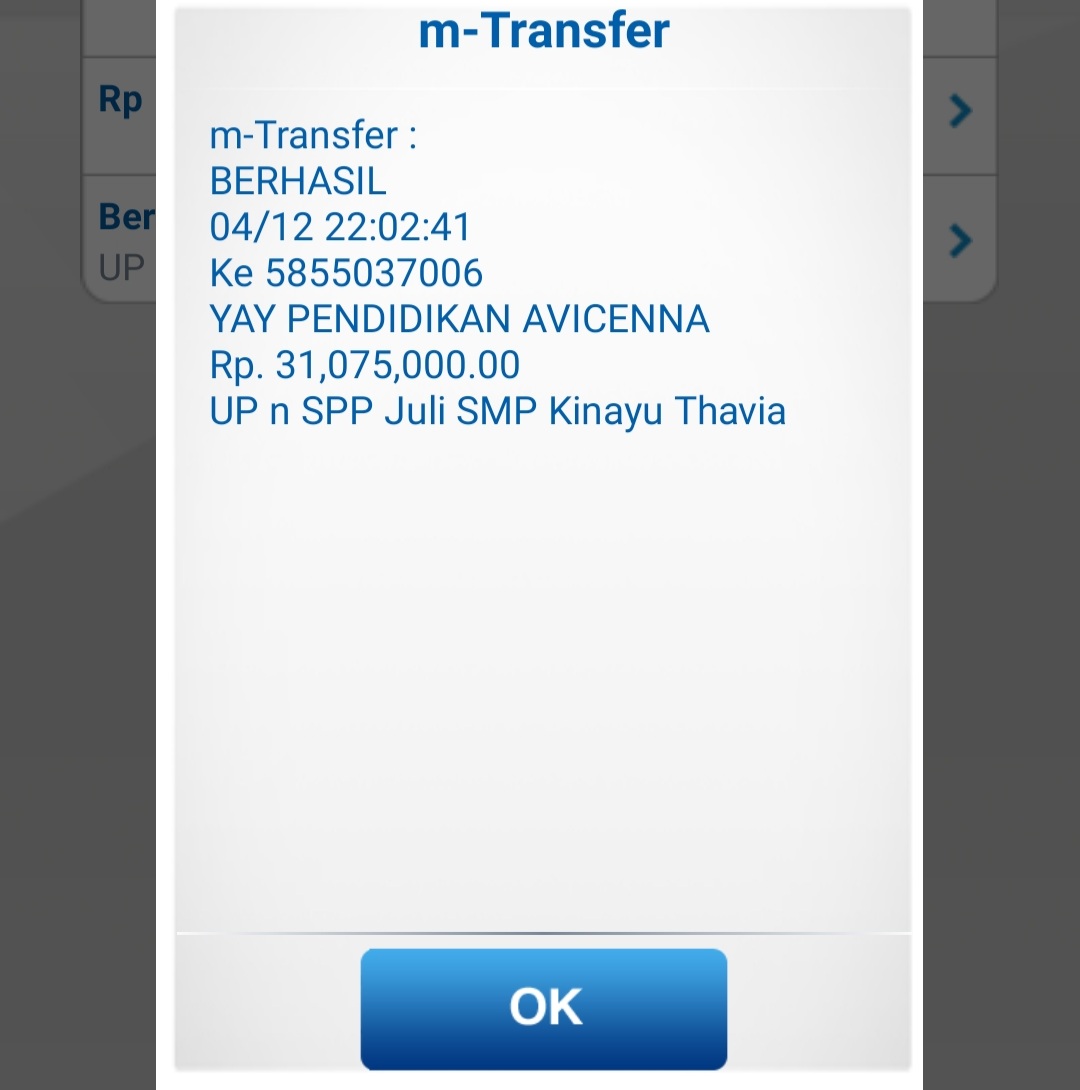 m-Transfer
Rp
m-Transfer :
BERHASIL
04/12 22:02:41
Ke 5855037006
YAY PENDIDIKAN AVICENNA
Rp. 31,075,000.00
UP n SPP Juli SMP Kinayu Thavia
Ber
UP
OK